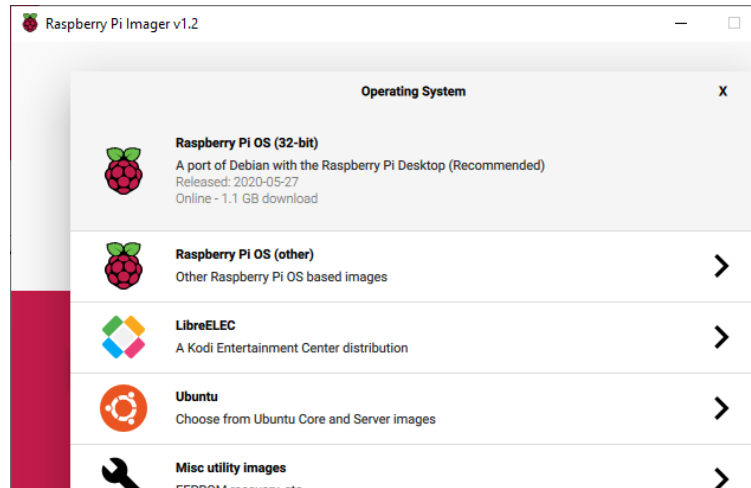 Raspberry Pi Imager v1.2
Operating System
X
Raspberry Pi OS (32-bit)
A port of Debian with the Raspberry Pi Desktop (Recommended)
Released: 2020-05-27
Online - 1.1 GB download
Raspberry Pi OS (other)
Other Raspberry Pi OS based images
LibreELEC
A Kodi Entertainment Center distribution
Ubuntu
Choose from Ubuntu Core and Server images
Misc utility images